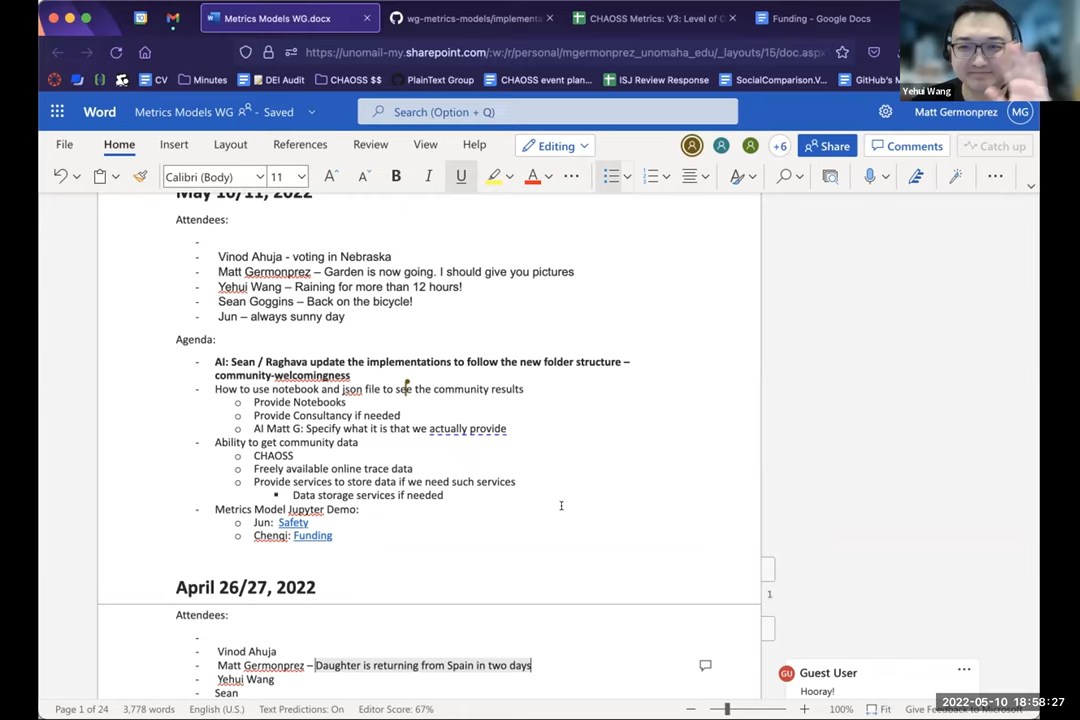 Metrics Models WG.docx
wg-metrics-models/implementa
CHAOSS Metrics: V3: Level of C
Funding - Google Docs
https://unomail-my.sharepoint.com/:w:/r/personal/mgermonprez_unomaha_edu/_layouts/15/doc.aspx
CV
Minutes
DEI Audit
CHAOSS $$
PlainText Group
CHAOSS event plan...
ISJ Review Response
SocialComparison.V...
GitHub's M
Yehui Wang
Word
Metrics Models WG
- Saved
Search (Option + Q)
Matt Germonprez
MG
File
Home
Insert
Layout
References
Review
View
Help
Editing
+6
Share
Comments
Catch up
Calibri (Body)
11
B
I
U
May 10/11, 2022
Attendees:
-
- Vinod Ahuja - voting in Nebraska
- Matt Germonprez – Garden is now going. I should give you pictures
- Yehui Wang – Raining for more than 12 hours!
- Sean Goggins – Back on the bicycle!
- Jun – always sunny day
Agenda:
- AI: Sean / Raghava update the implementations to follow the new folder structure –
community-welcomingness
- How to use notebook and json file to see the community results
o Provide Notebooks
o Provide Consultancy if needed
o AI Matt G: Specify what it is that we actually provide
- Ability to get community data
o CHAOSS
o Freely available online trace data
o Provide services to store data if we need such services
▪ Data storage services if needed
- Metrics Model Jupyter Demo:
o Jun: Safety
o Chenqi: Funding
1
April 26/27, 2022
Attendees:
-
- Vinod Ahuja
- Matt Germonprez – Daughter is returning from Spain in two days
- Yehui Wang
- Sean
GU
Guest User
Hooray!
Page 1 of 24
3,778 words
English (U.S.)
Text Predictions: On
Editor Score: 67%
100%
Fit
Give Feedback to Microsoft
2022-05-10 18:58:27